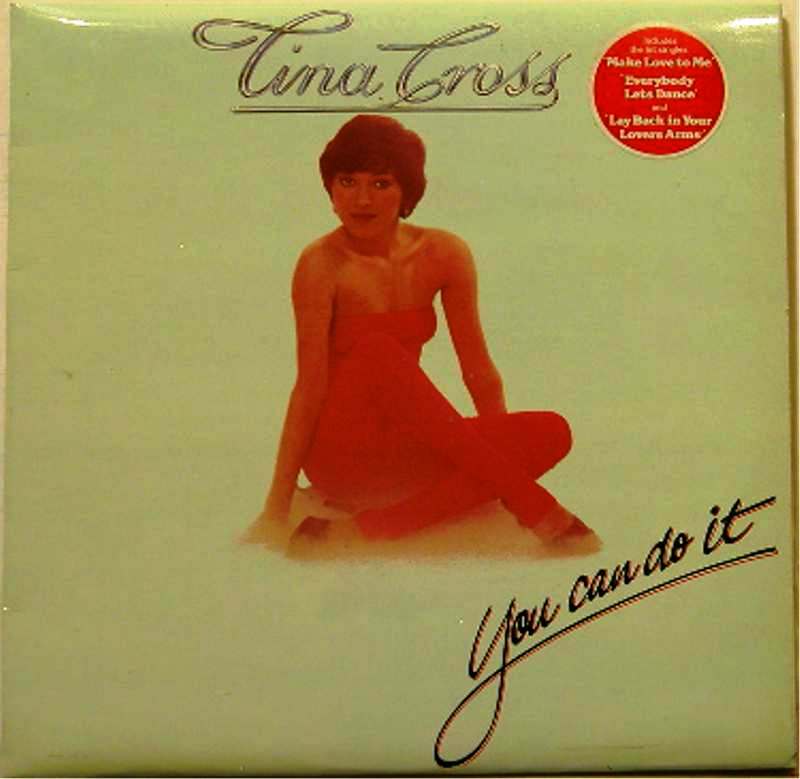 Tina Cross
Includes
the hit singles
'Make Love to Me'
'Everybody
Lets Dance'
and
'Lay Back in Your
Lovers Arms'
You can do it